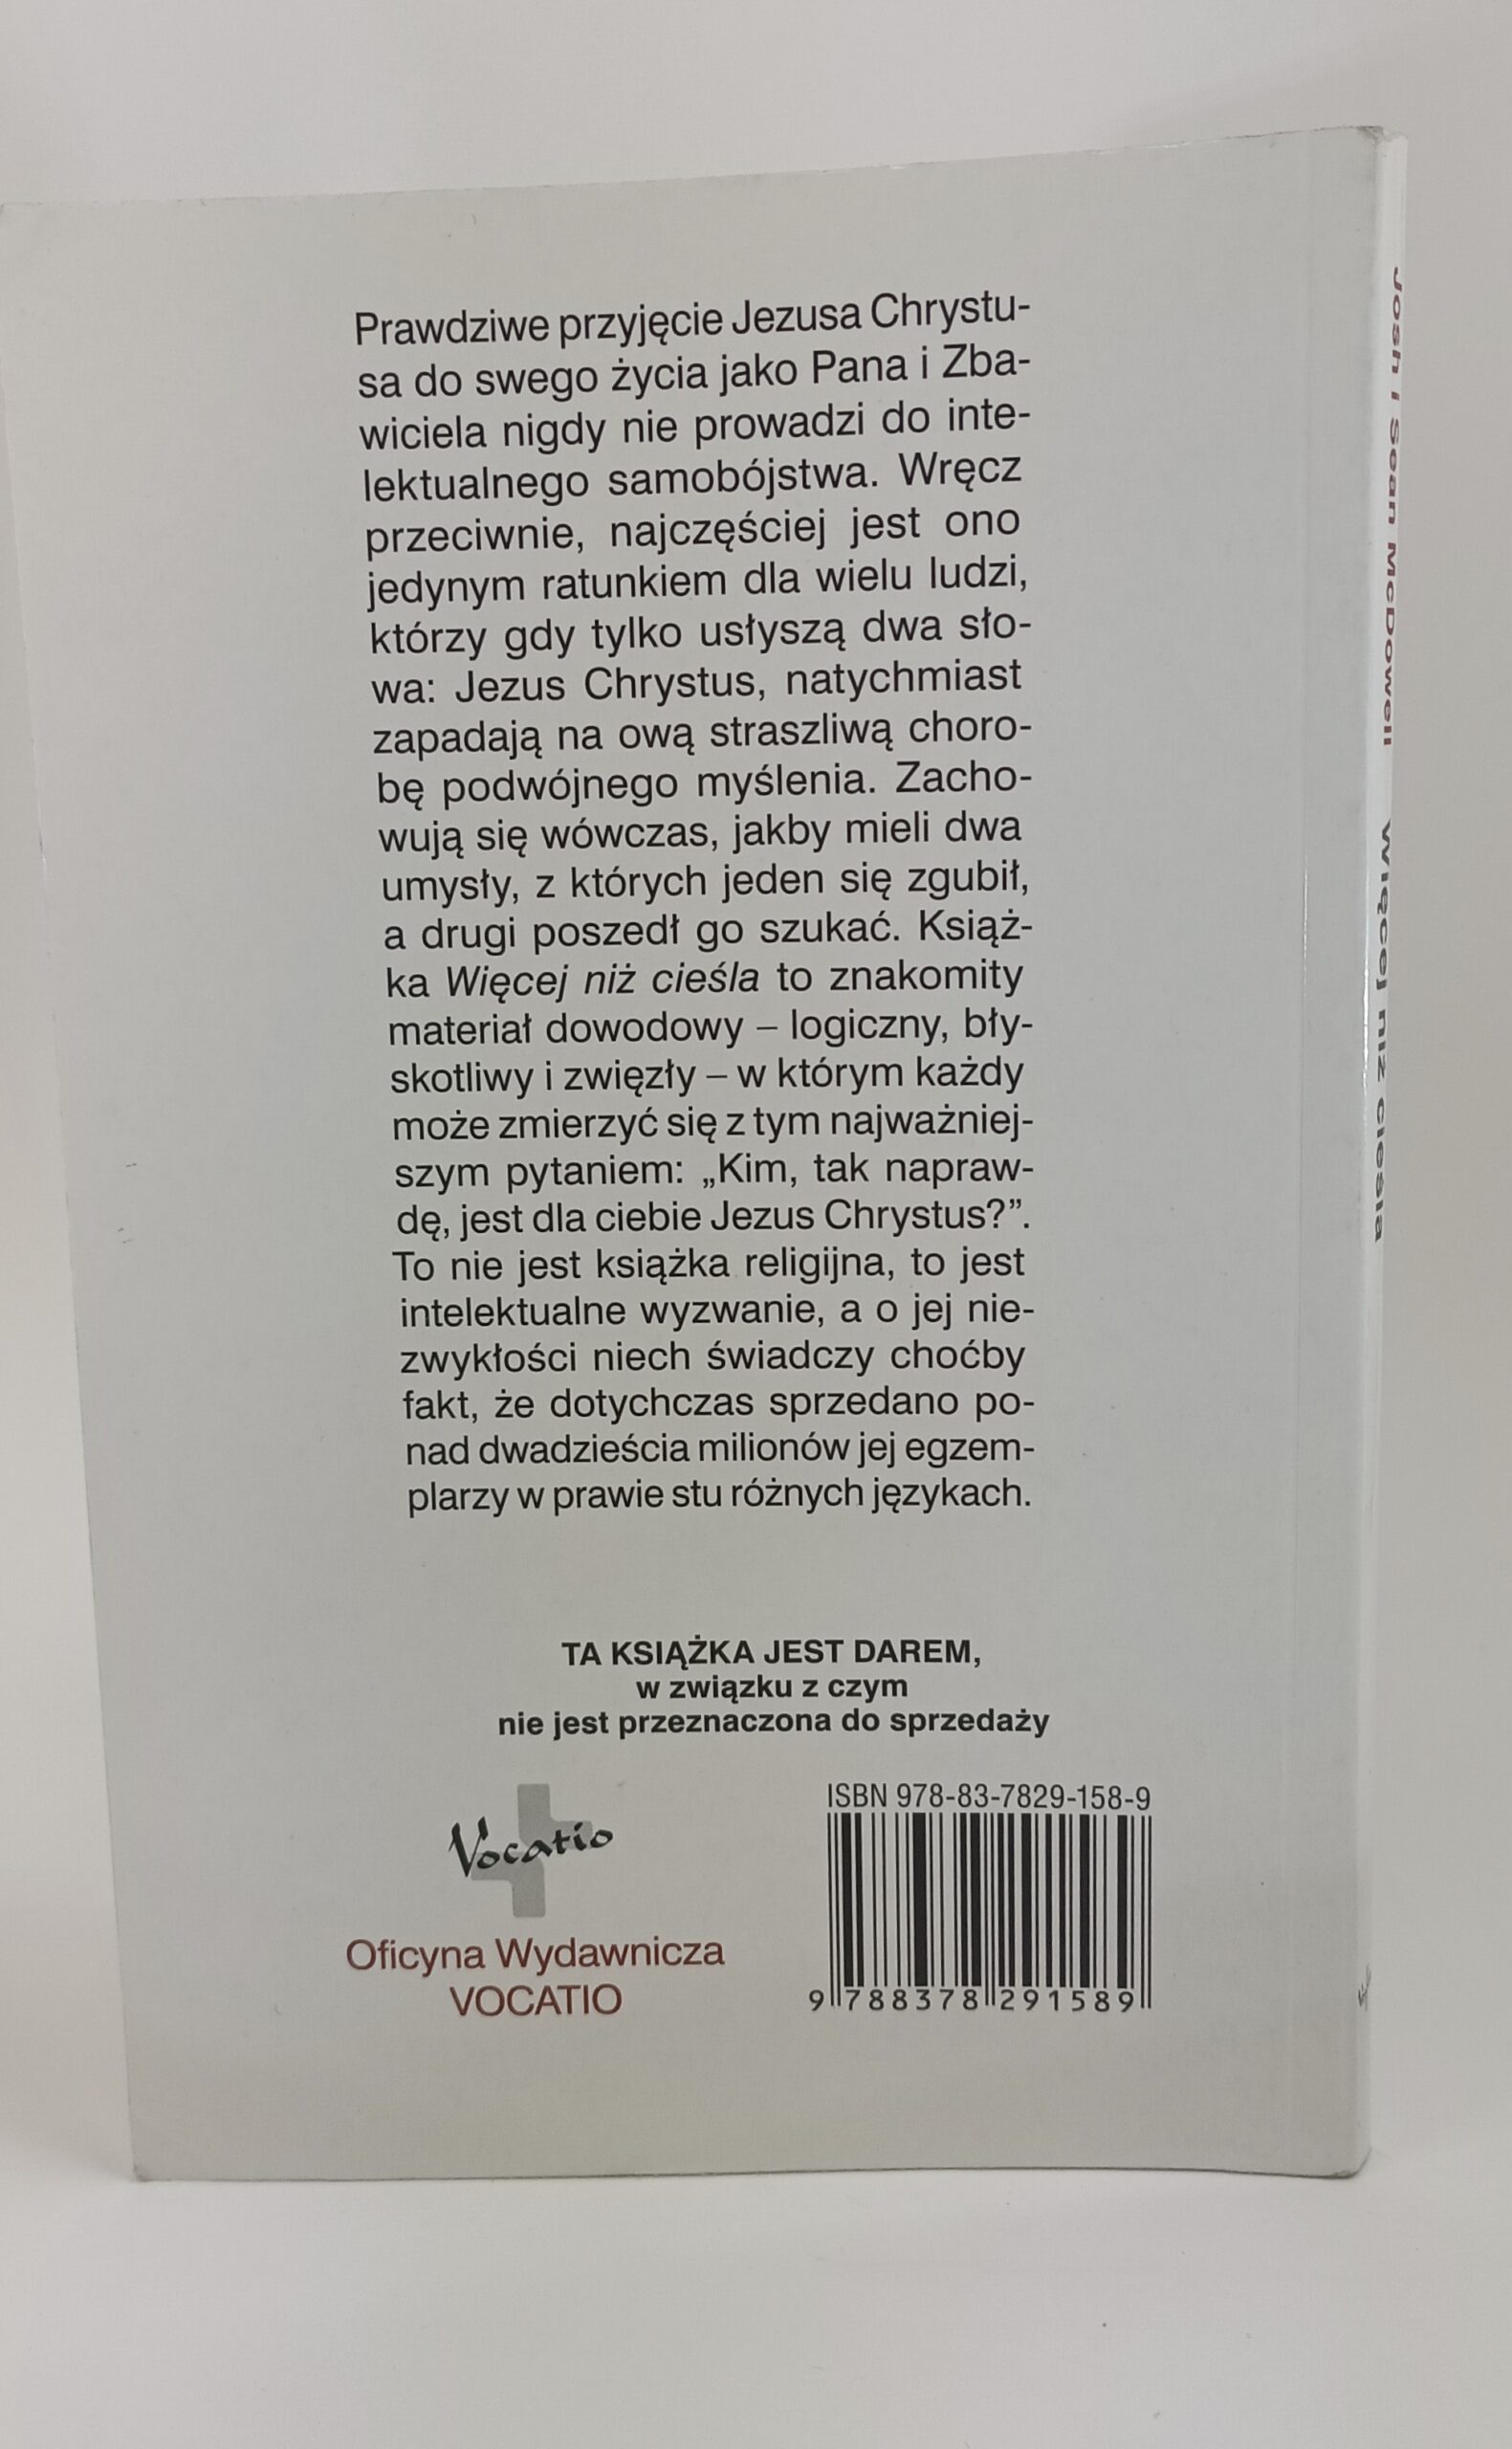 Prawdziwe przyjęcie Jezusa Chrystu-
sa do swego życia jako Pana i Zba-
wiciela nigdy nie prowadzi do inte-
lektualnego samobójstwa. Wręcz
przeciwnie, najczęściej jest ono
jedynym ratunkiem dla wielu ludzi,
którzy gdy tylko usłyszą dwa sło-
wa: Jezus Chrystus, natychmiast
zapadają na ową straszliwą choro-
bę podwójnego myślenia. Zacho-
wują się wówczas, jakby mieli dwa
umysły, z których jeden się zgubił,
a drugi poszedł go szukać. Książ-
ka Więcej niż cieśla to znakomity
materiał dowodowy – logiczny, bły-
skotliwy i zwięzły – w którym każdy
może zmierzyć się z tym najważniej-
szym pytaniem: „Kim, tak napraw-
dę, jest dla ciebie Jezus Chrystus?”.
To nie jest książka religijna, to jest
intelektualne wyzwanie, a o jej nie-
zwykłości niech świadczy choćby
fakt, że dotychczas sprzedano po-
nad dwadzieścia milionów jej egzem-
plarzy w prawie stu różnych językach.
TA KSIĄŻKA JEST DAREM,
w związku z czym
nie jest przeznaczona do sprzedaży
Vocatio
Oficyna Wydawnicza
VOCATIO
ISBN 978-83-7829-158-9
9 788378 291589
Josh i Sean McDowell Więcej niż cieśla